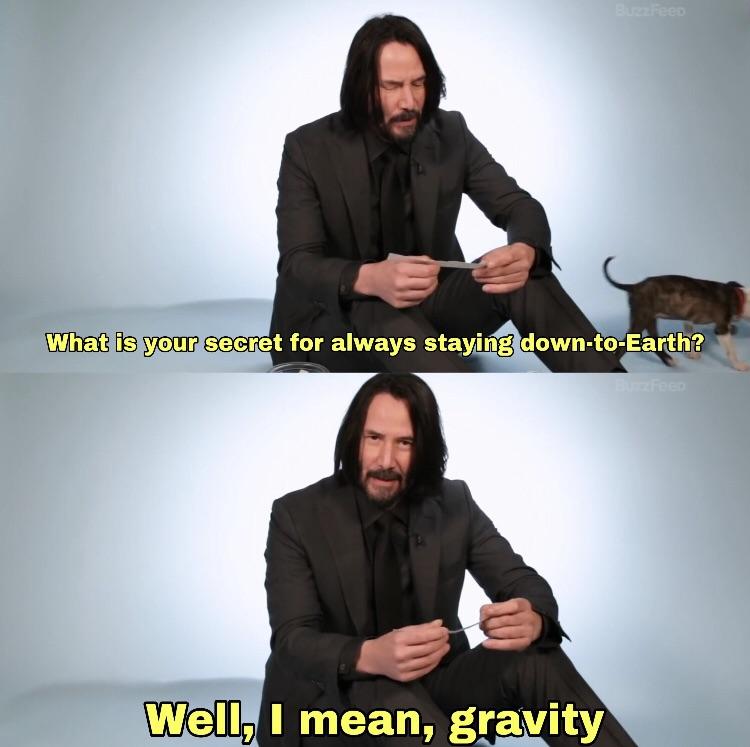 BuzzFeed
What is your secret for always staying down-to-Earth?
BuzzFeed
Well, I mean, gravity